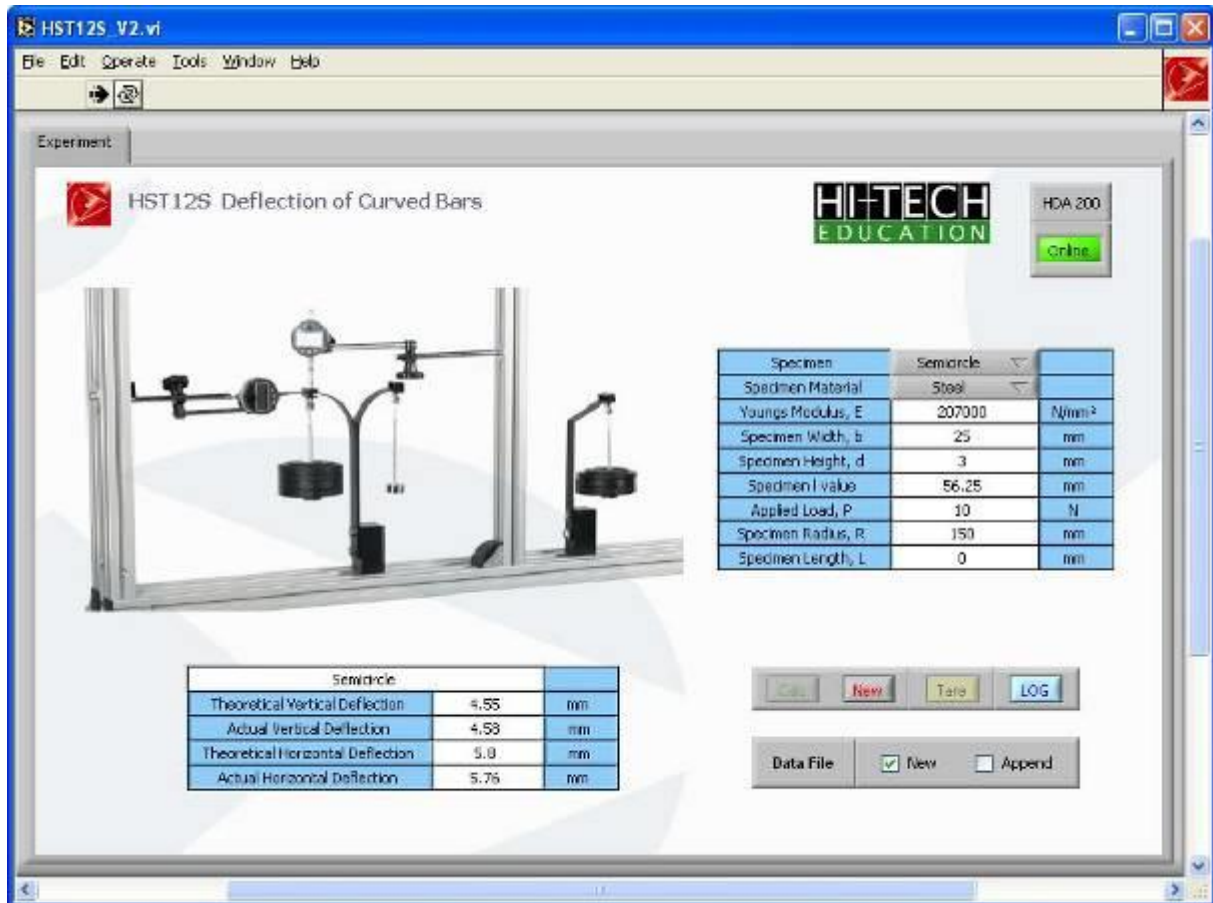 HST12S_V2.vi
File Edit Operate Tools Window Help
Experiment
HST12S Deflection of Curved Bars
HI-TECH
EDUCATION
HDA 200
Online
Specimen Semicircle
Specimen Material Steel
Youngs Modulus, E 207000 N/mm²
Specimen Width, b 25 mm
Specimen Height, d 3 mm
Specimen I value 56.25 mm
Applied Load, P 10 N
Specimen Radius, R 150 mm
Specimen Length, L 0 mm
Semicircle
Theoretical Vertical Deflection 4.55 mm
Actual Vertical Deflection 4.58 mm
Theoretical Horizontal Deflection 5.8 mm
Actual Horizontal Deflection 5.76 mm
Calc New Tare LOG
Data File New Append